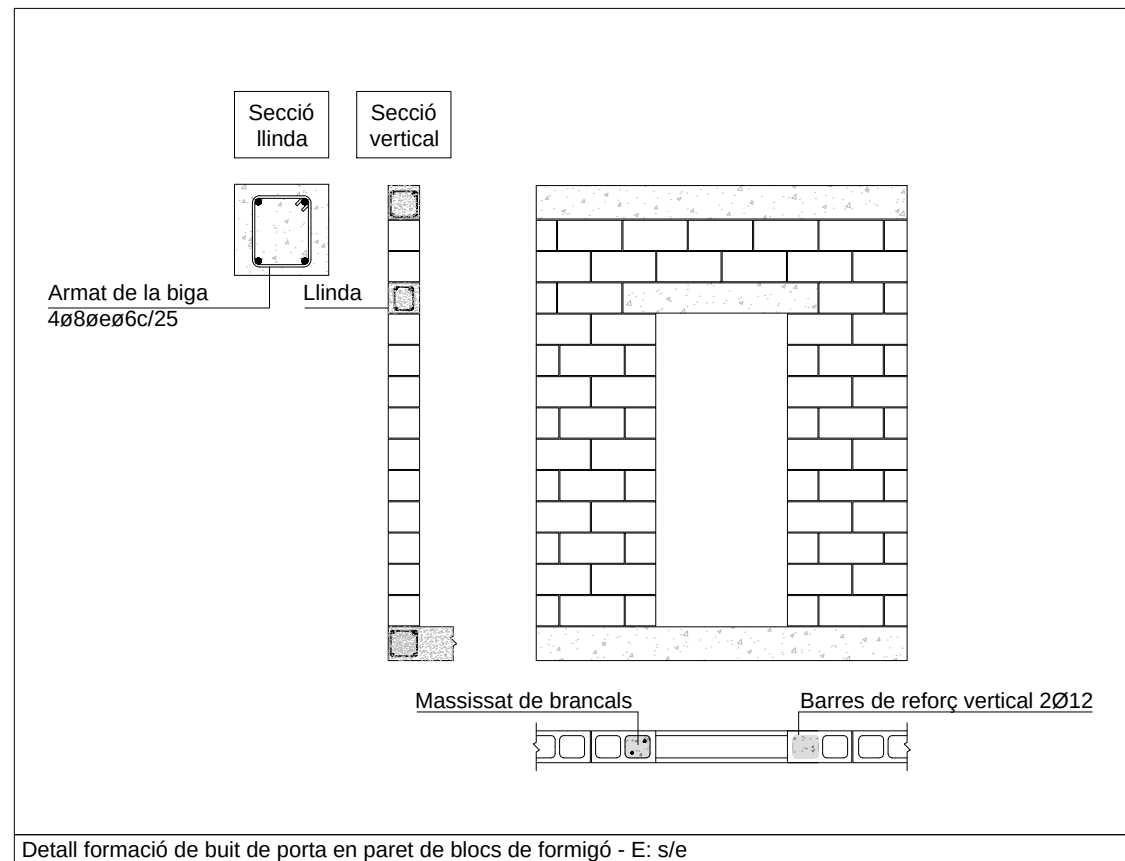 Secció
llinda
Secció
vertical
Armat de la biga
4ø8øeø6c/25
Llinda
Massissat de brancals
Barres de reforç vertical 2Ø12
Detall formació de buit de porta en paret de blocs de formigó - E: s/e